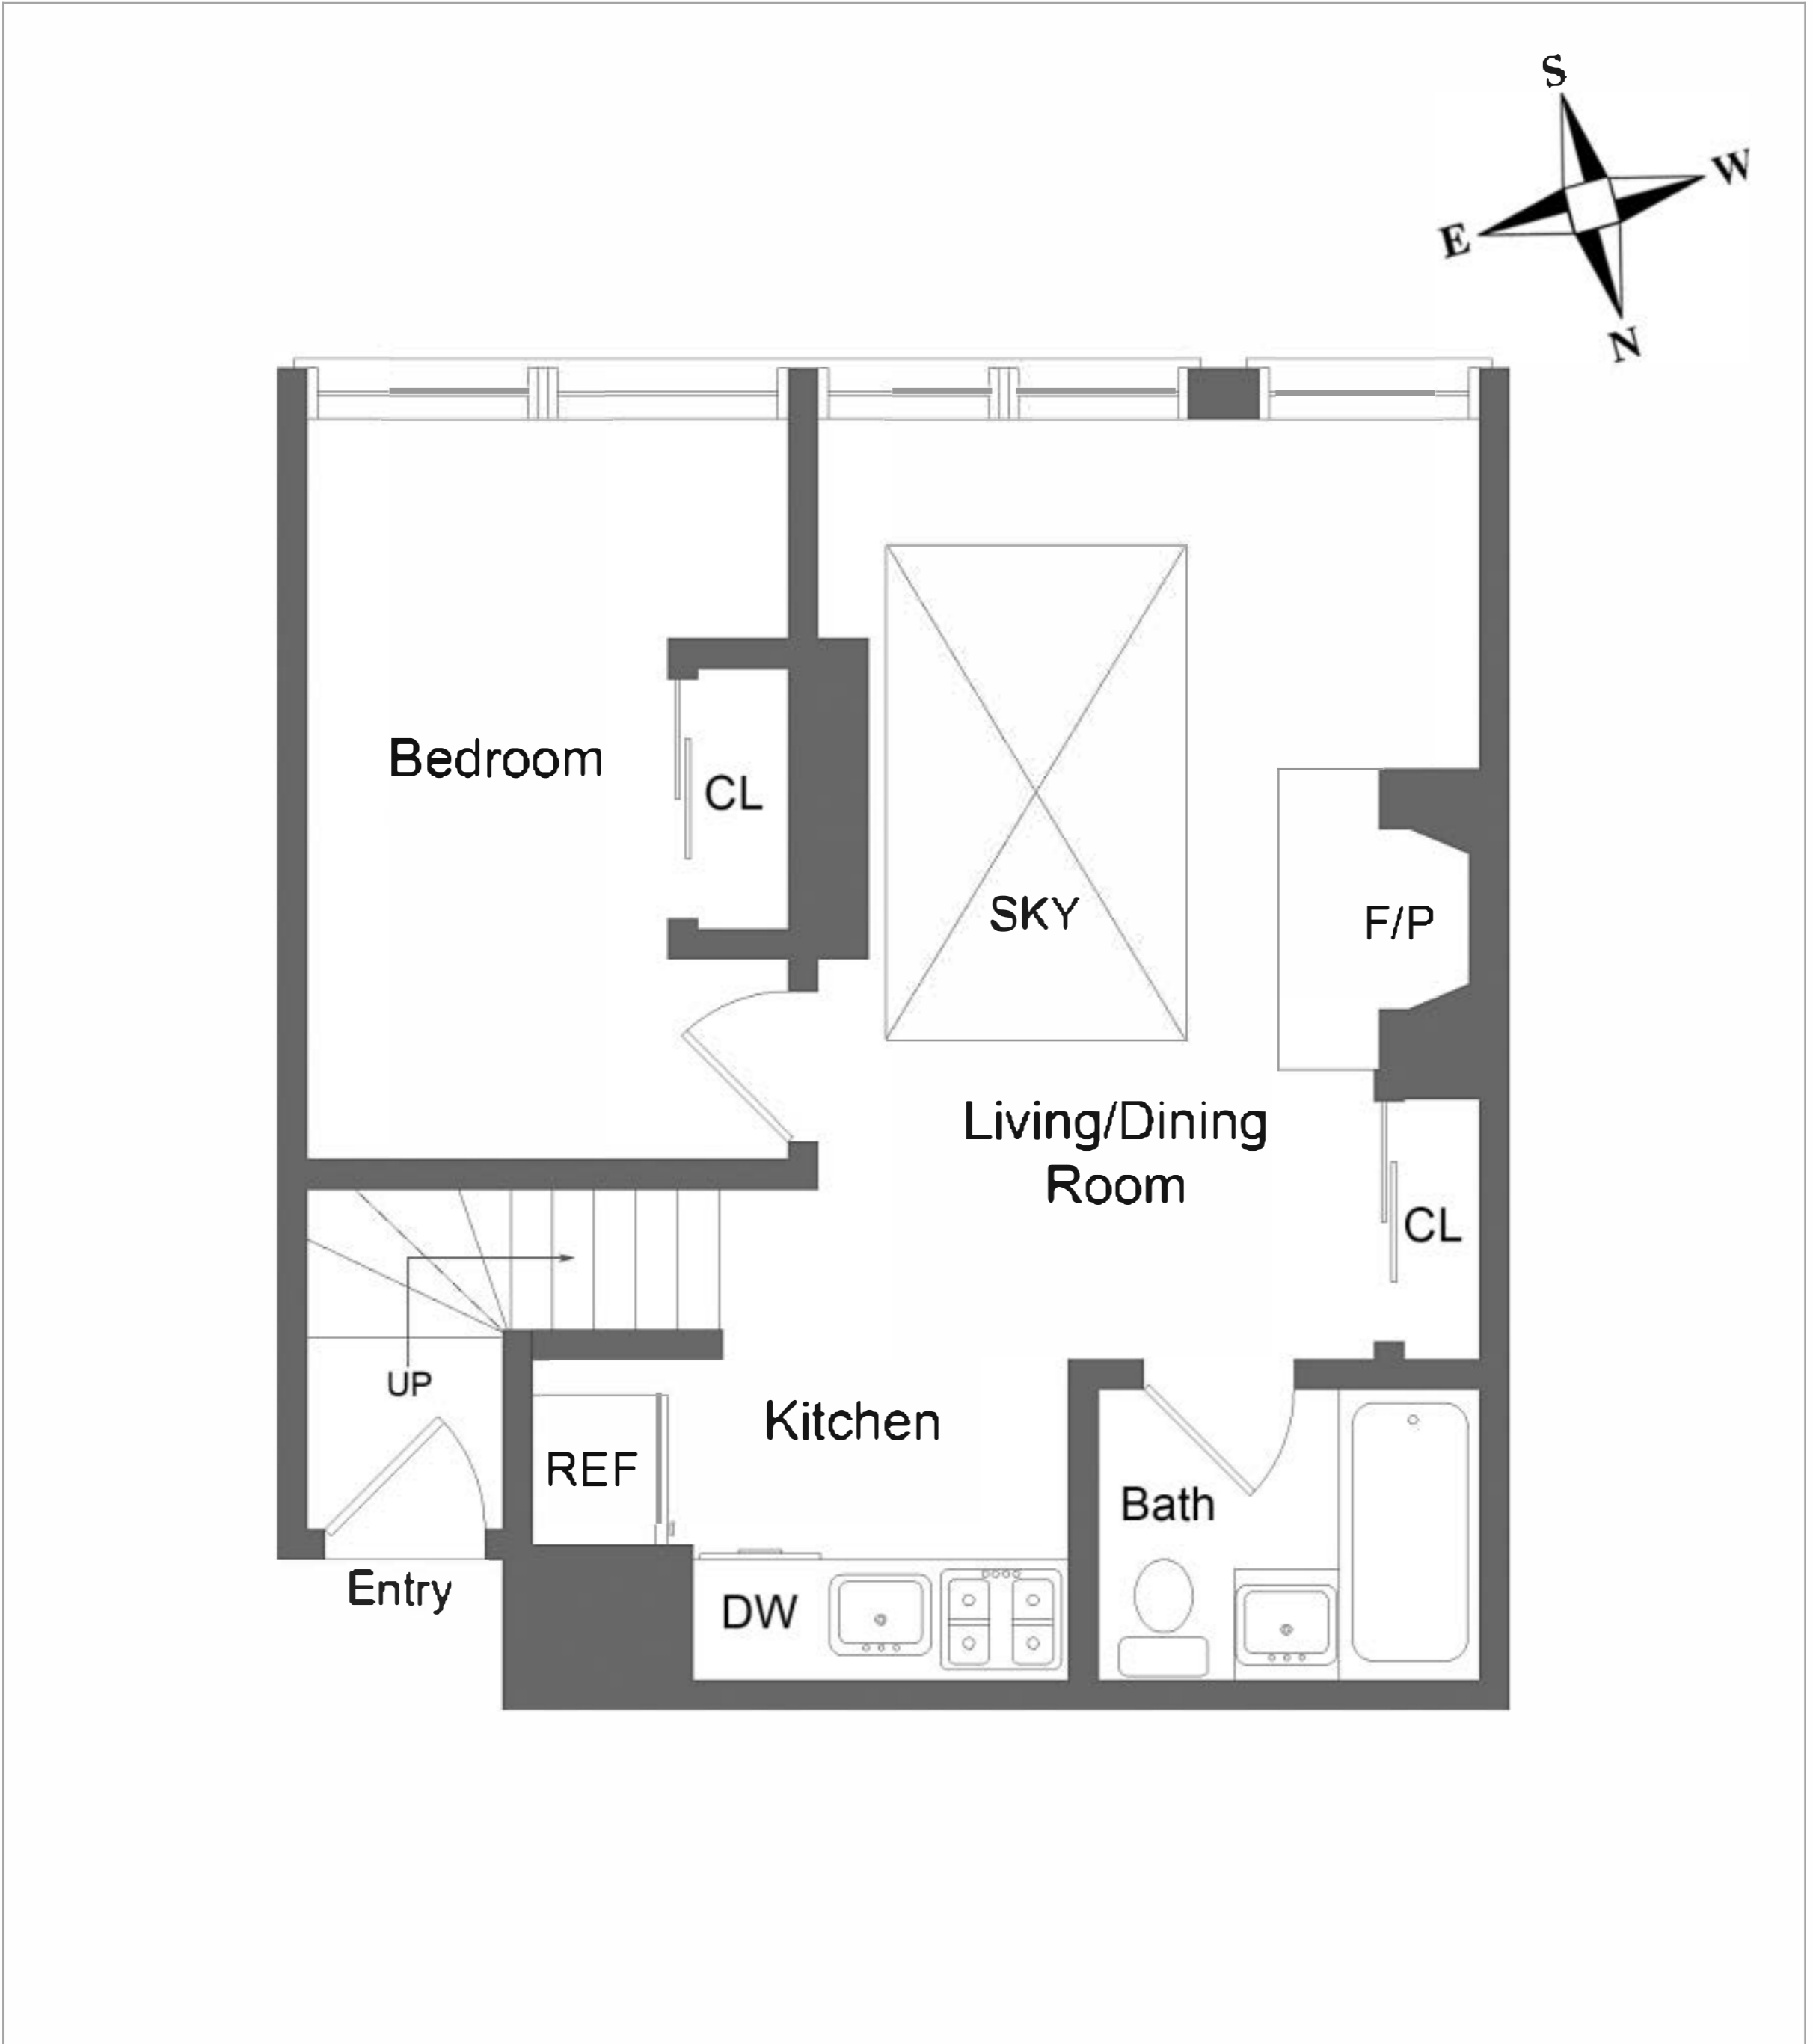 S
W
E
N
Bedroom
CL
SKY
F/P
Living/Dining
Room
CL
UP
Kitchen
REF
Bath
Entry
DW